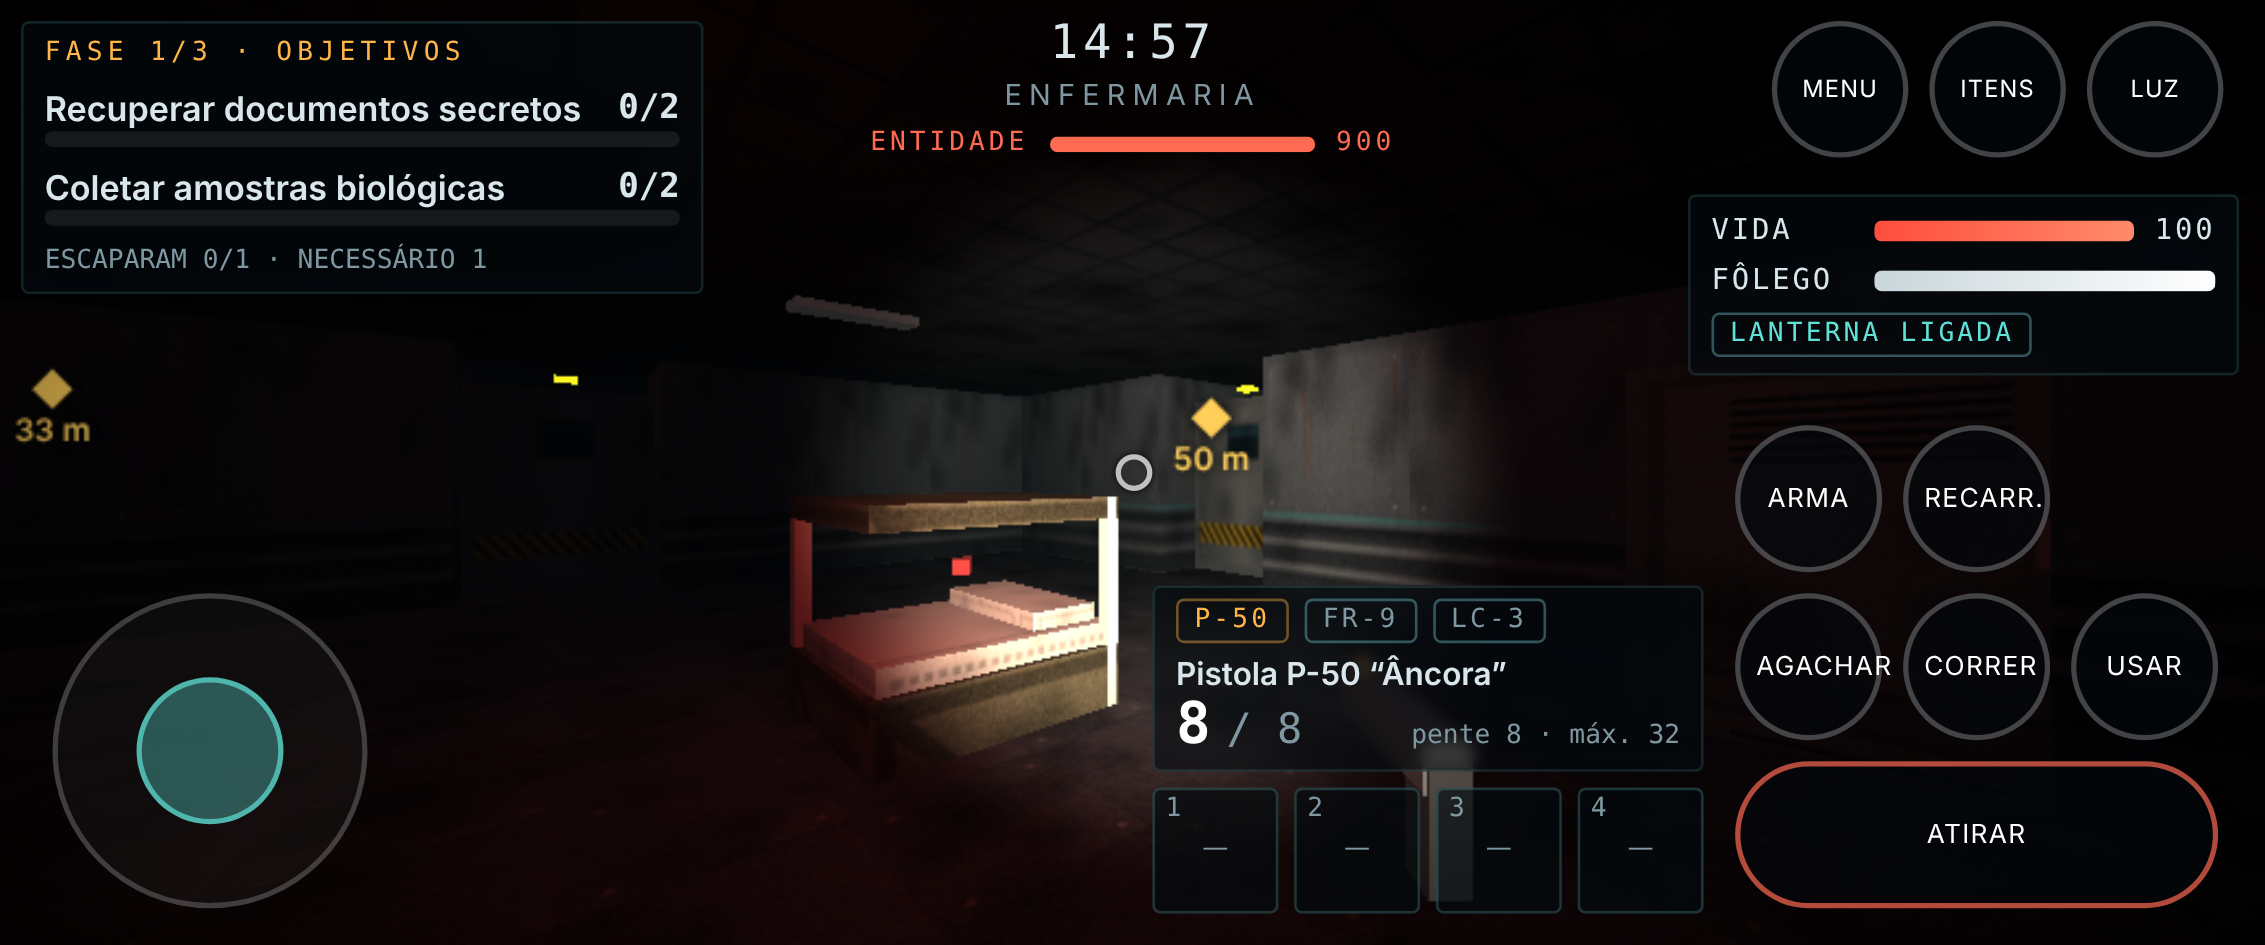 FASE 1/3 · OBJETIVOS
Recuperar documentos secretos 0/2
Coletar amostras biológicas 0/2
ESCAPARAM 0/1 · NECESSÁRIO 1
14:57
ENFERMARIA
ENTIDADE 900
MENU
ITENS
LUZ
VIDA 100
FÔLEGO
LANTERNA LIGADA
33 m
50 m
ARMA
RECARR.
P-50 FR-9 LC-3
Pistola P-50 “Âncora”
8 / 8 pente 8 · máx. 32
1 2 3 4
— — — —
AGACHAR
CORRER
USAR
ATIRAR